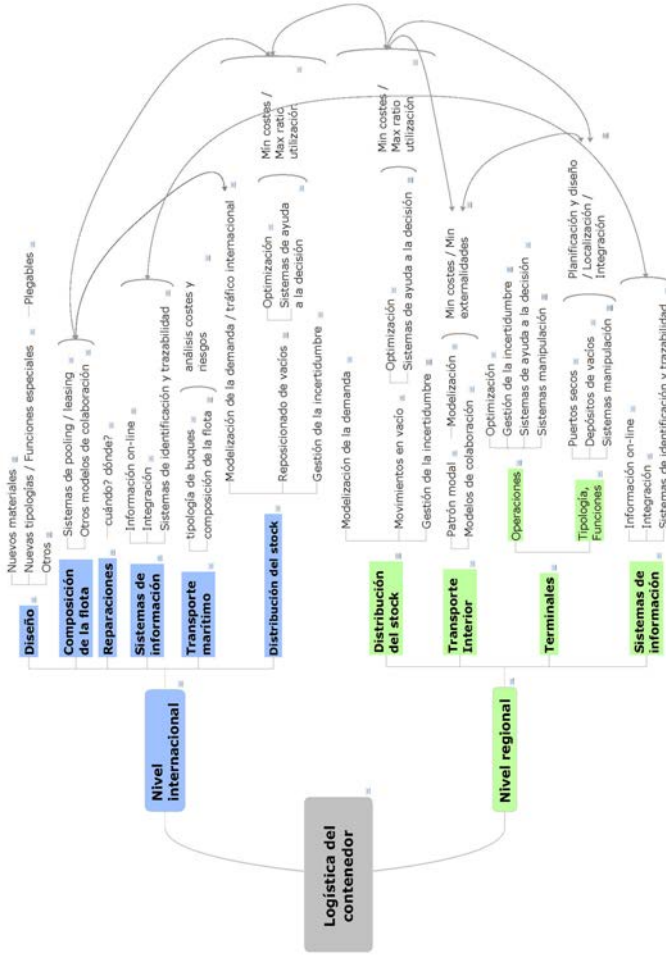 Logística del
contenedor
Nivel
internacional
Diseño
Nuevos materiales
Nuevas tipologías / Funciones especiales
Plegables
Otros
Composición
de la flota
Sistemas de pooling / leasing
Otros modelos de colaboración
Reparaciones
cuándo? dónde?
Sistemas de
información
Información on-line
Integración
Sistemas de identificación y trazabilidad
Transporte
marítimo
tipología de buques
composición de la flota
análisis costes y
riesgos
Distribución del stock
Modelización de la demanda / tráfico internacional
Reposicionado de vacíos
Optimización
Sistemas de ayuda
a la decisión
Min costes /
Max ratio
utilización
Gestión de la incertidumbre
Nivel regional
Distribución
del stock
Modelización de la demanda
Movimientos en vacío
Optimización
Sistemas de ayuda a la decisión
Min costes /
Max ratio
utilización
Gestión de la incertidumbre
Transporte
Interior
Patrón modal
Modelización
Modelos de colaboración
Min costes / Min
externalidades
Terminales
Operaciones
Optimización
Gestión de la incertidumbre
Sistemas de ayuda a la decisión
Sistemas manipulación
Tipología,
Funciones
Puertos secos
Depósitos de vacíos
Sistemas manipulación
Planificación y diseño
/ Localización /
Integración
Sistemas de
información
Información on-line
Integración
Sistemas de identificación y trazabilidad